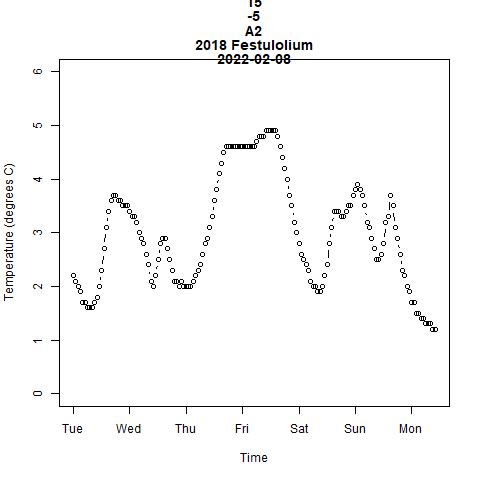 15
-5
A2
2018 Festulolium
2022-02-08
Temperature (degrees C)
6
5
4
3
2
1
0
Tue Wed Thu Fri Sat Sun Mon
Time